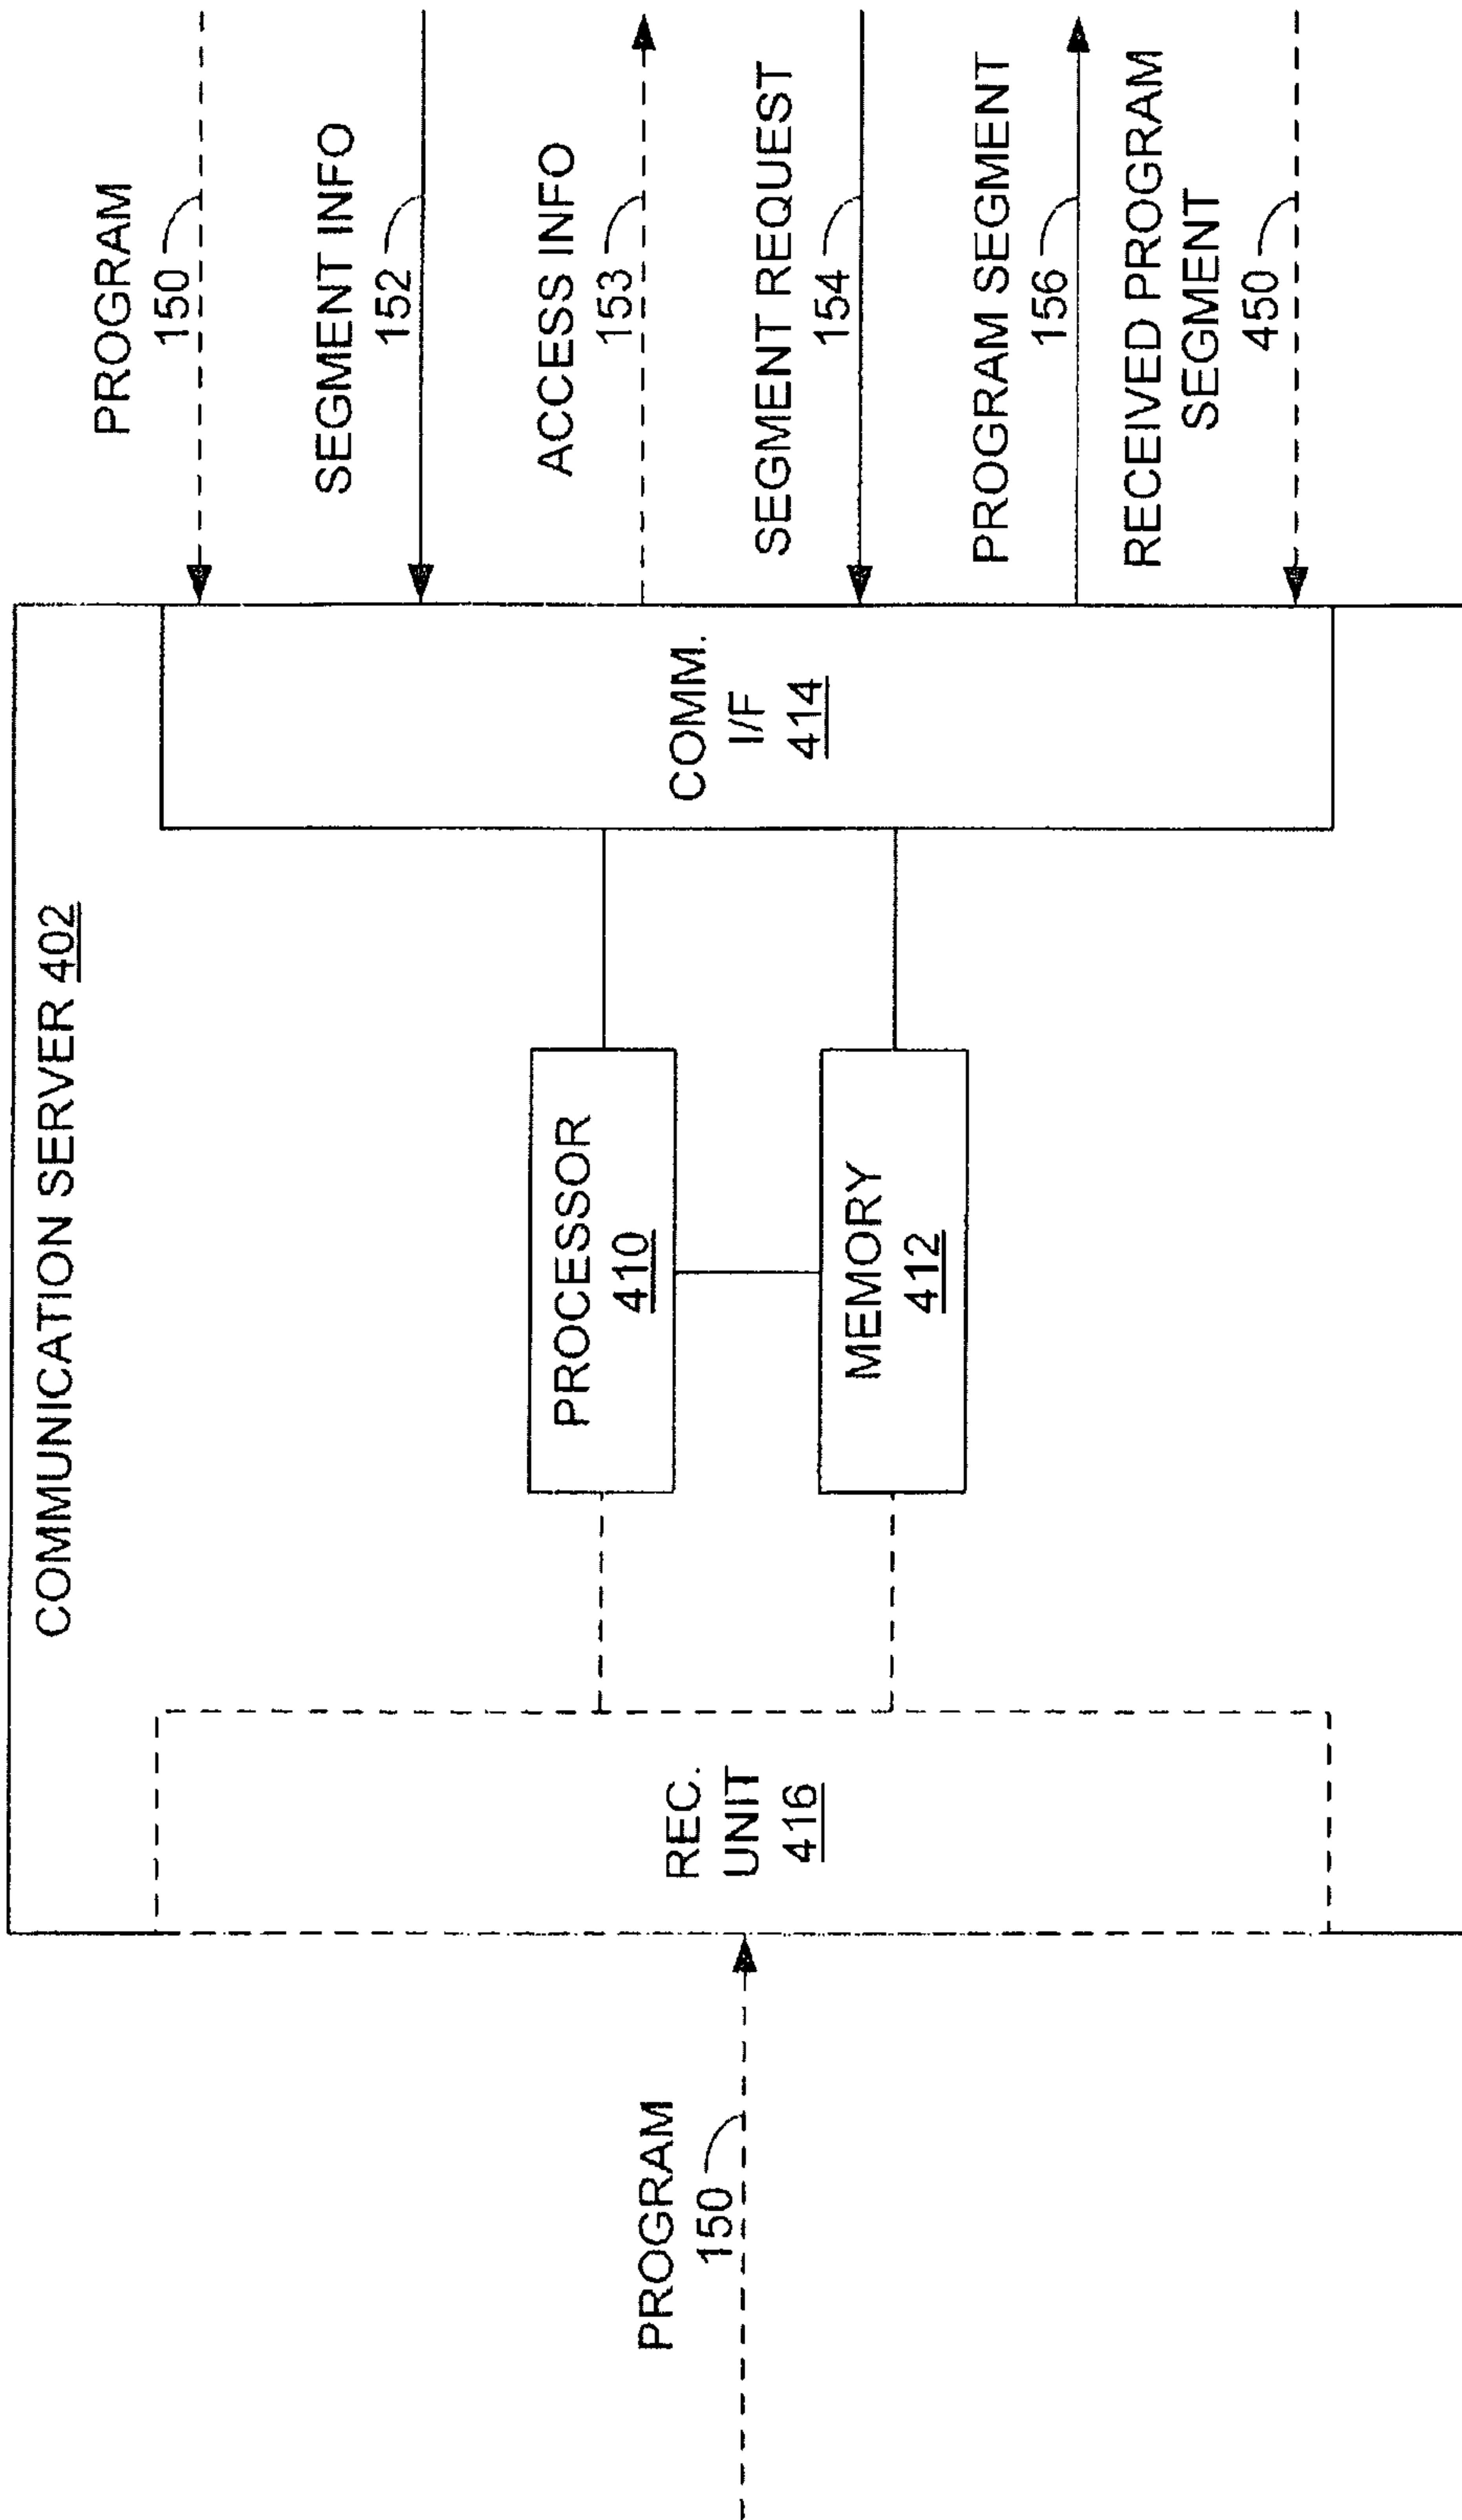 COMMUNICATION SERVER 402
PROGRAM
150
REC.
UNIT
416
PROCESSOR
410
MEMORY
412
COMM.
I/F
414
PROGRAM
150
SEGMENT INFO
152
ACCESS INFO
153
SEGMENT REQUEST
154
PROGRAM SEGMENT
156
RECEIVED PROGRAM
SEGMENT
450